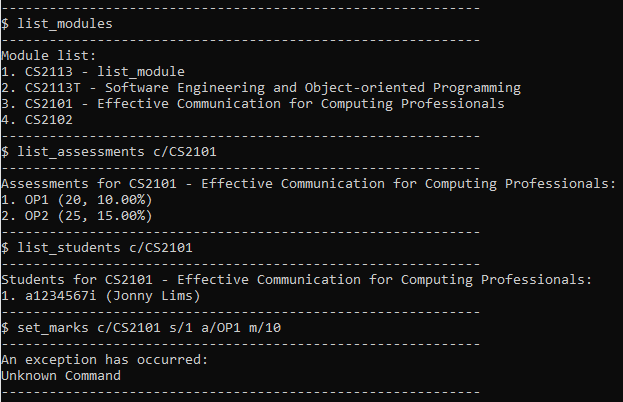 ------------------------------------------------------------
$ list_modules
------------------------------------------------------------
Module list:
1. CS2113 - list_module
2. CS2113T - Software Engineering and Object-oriented Programming
3. CS2101 - Effective Communication for Computing Professionals
4. CS2102
------------------------------------------------------------
$ list_assessments c/CS2101
------------------------------------------------------------
Assessments for CS2101 - Effective Communication for Computing Professionals:
1. OP1 (20, 10.00%)
2. OP2 (25, 15.00%)
------------------------------------------------------------
$ list_students c/CS2101
------------------------------------------------------------
Students for CS2101 - Effective Communication for Computing Professionals:
1. a1234567i (Jonny Lims)
------------------------------------------------------------
$ set_marks c/CS2101 s/1 a/OP1 m/10
------------------------------------------------------------
An exception has occurred:
Unknown Command
------------------------------------------------------------